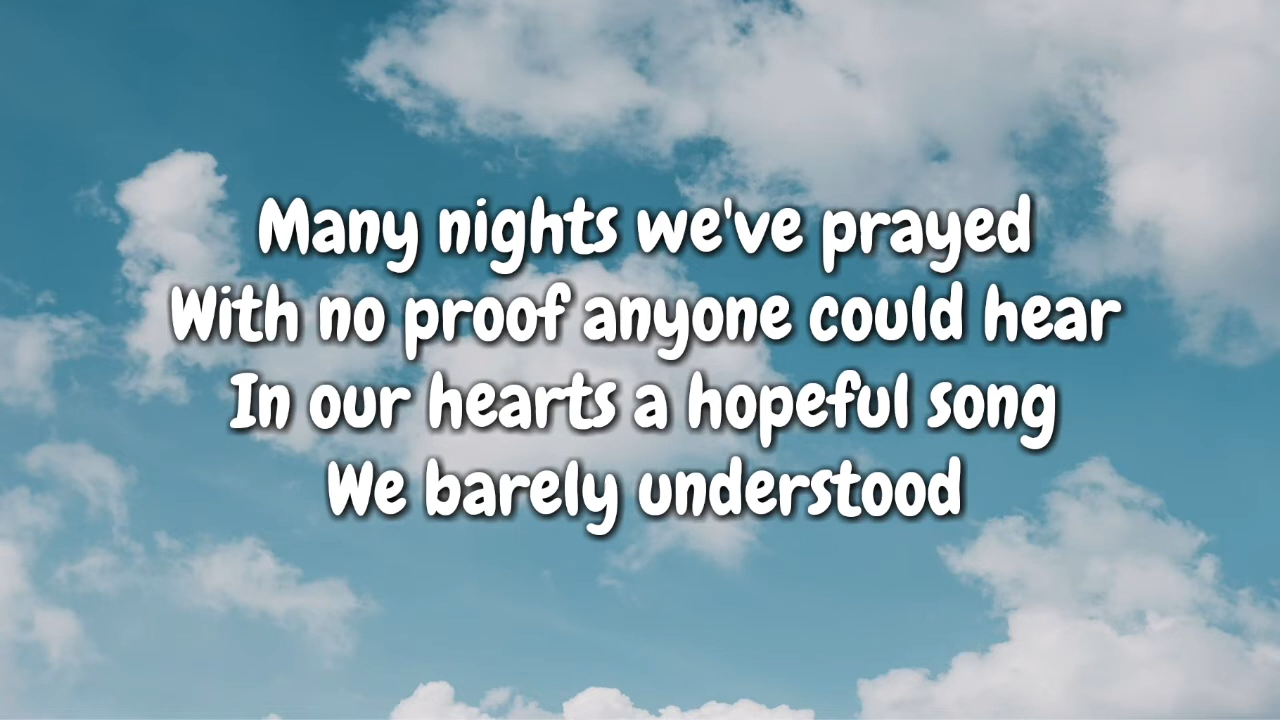 Many nights we've prayed
With no proof anyone could hear
In our hearts a hopeful song
We barely understood